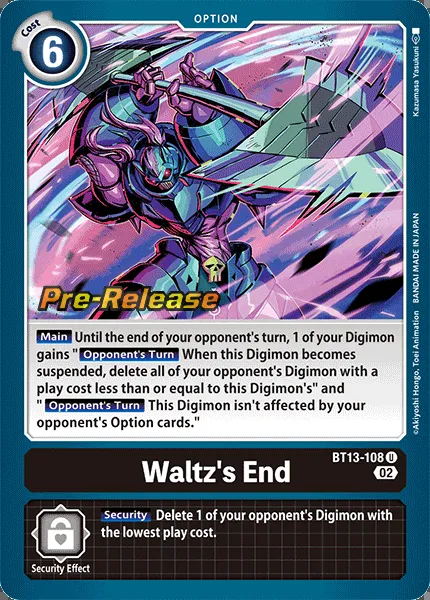 OPTION
Cost
6
Kazumasa Yasukuni
Pre-Release
Main Until the end of your opponent's turn, 1 of your Digimon
gains " Opponent's Turn When this Digimon becomes
suspended, delete all of your opponent's Digimon with a
play cost less than or equal to this Digimon's" and
" Opponent's Turn This Digimon isn't affected by your
opponent's Option cards."
©Akiyoshi Hongo, Toei Animation BANDAI MADE IN JAPAN
BT13-108 U
Waltz's End
02
Security Delete 1 of your opponent's Digimon with
the lowest play cost.
Security Effect